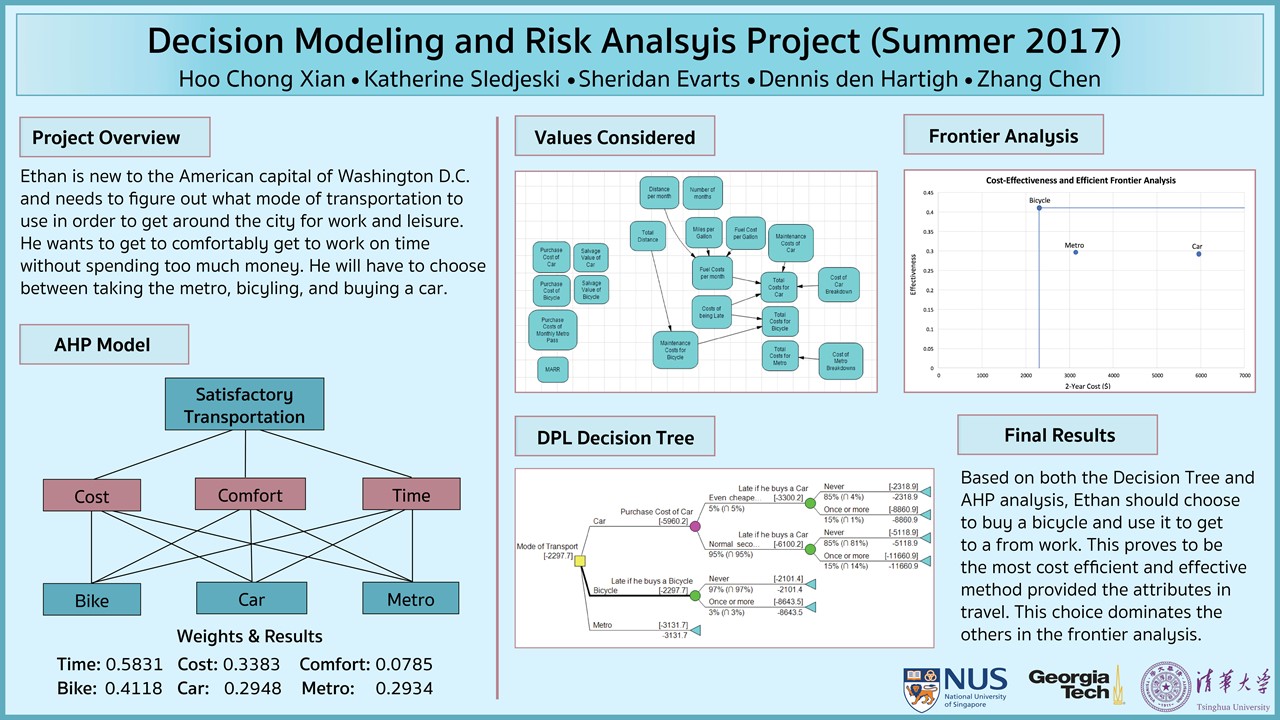 Decision Modeling and Risk Analsyis Project (Summer 2017)
Hoo Chong Xian • Katherine Sledjeski • Sheridan Evarts • Dennis den Hartigh • Zhang Chen
Project Overview
Ethan is new to the American capital of Washington D.C.
and needs to figure out what mode of transportation to
use in order to get around the city for work and leisure.
He wants to get to comfortably get to work on time
without spending too much money. He will have to choose
between taking the metro, bicyling, and buying a car.
AHP Model
Satisfactory
Transportation
Cost
Comfort
Time
Bike
Car
Metro
Weights & Results
Time: 0.5831 Cost: 0.3383 Comfort: 0.0785
Bike: 0.4118 Car: 0.2948 Metro: 0.2934
Values Considered
Distance
per month
Number of
months
Total
Distance
Miles per
Gallon
Fuel Cost
per Gallon
Maintenance
Costs of
Car
Purchase
Cost of
Car
Salvage
Value of
Car
Fuel Costs
per month
Total
Costs for
Car
Cost of
Car
Breakdown
Purchase
Cost of
Bicycle
Salvage
Value of
Bicycle
Costs of
being Late
Total
Costs for
Bicycle
Purchase
Costs of
Monthly Metro
Pass
Maintenance
Costs for
Bicycle
Total
Costs for
Metro
Cost of
Metro
Breakdowns
MARR
Frontier Analysis
Cost-Effectiveness and Efficient Frontier Analysis
Effectiveness
0.45
0.4
0.35
0.3
0.25
0.2
0.15
0.1
0.05
0
Bicycle
Metro
Car
0 1000 2000 3000 4000 5000 6000 7000
2-Year Cost ($)
DPL Decision Tree
Mode of Transport
[-2297.7]
Car
Purchase Cost of Car
[-5960.2]
Late if he buys a Car
Even cheape... [-3300.2]
5% (∩ 5%)
Never [-2318.9]
85% (∩ 4%) -2318.9
Once or more [-8860.9]
15% (∩ 1%) -8860.9
Late if he buys a Car
Normal seco... [-6100.2]
95% (∩ 95%)
Never [-5118.9]
85% (∩ 81%) -5118.9
Once or more [-11660.9]
15% (∩ 14%) -11660.9
Late if he buys a Bicycle
Bicycle [-2297.7]
Never [-2101.4]
97% (∩ 97%) -2101.4
Once or more [-8643.5]
3% (∩ 3%) -8643.5
Metro [-3131.7]
-3131.7
Final Results
Based on both the Decision Tree and
AHP analysis, Ethan should choose
to buy a bicycle and use it to get
to a from work. This proves to be
the most cost efficient and effective
method provided the attributes in
travel. This choice dominates the
others in the frontier analysis.
NUS
National University
of Singapore
Georgia
Tech
清華大学
Tsinghua University